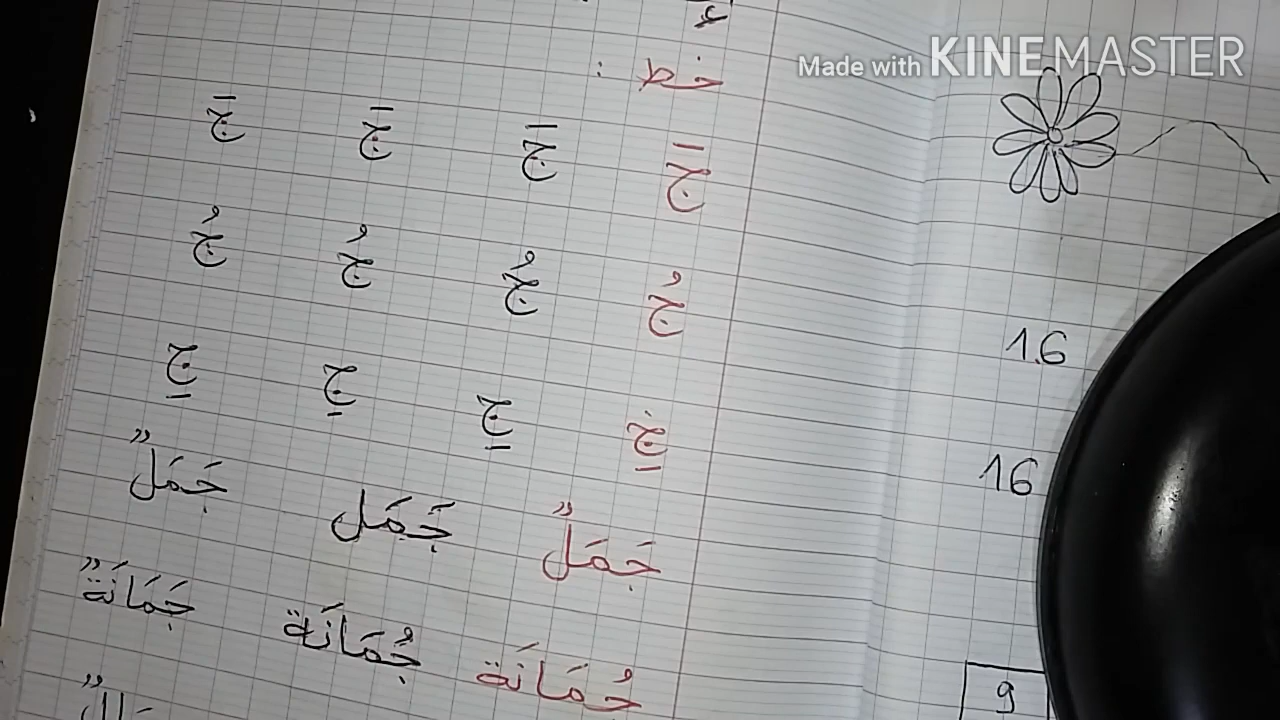 Made with KINEMASTER
خط :
جَ جَ جَ جَ
جُ جُ جُ جُ
جِ جِ جِ جِ
جَمَلٌ جَمَل جَمَلٌ
جُمَانَة جُمَانَة جَمَانَةٌ
16
16
9